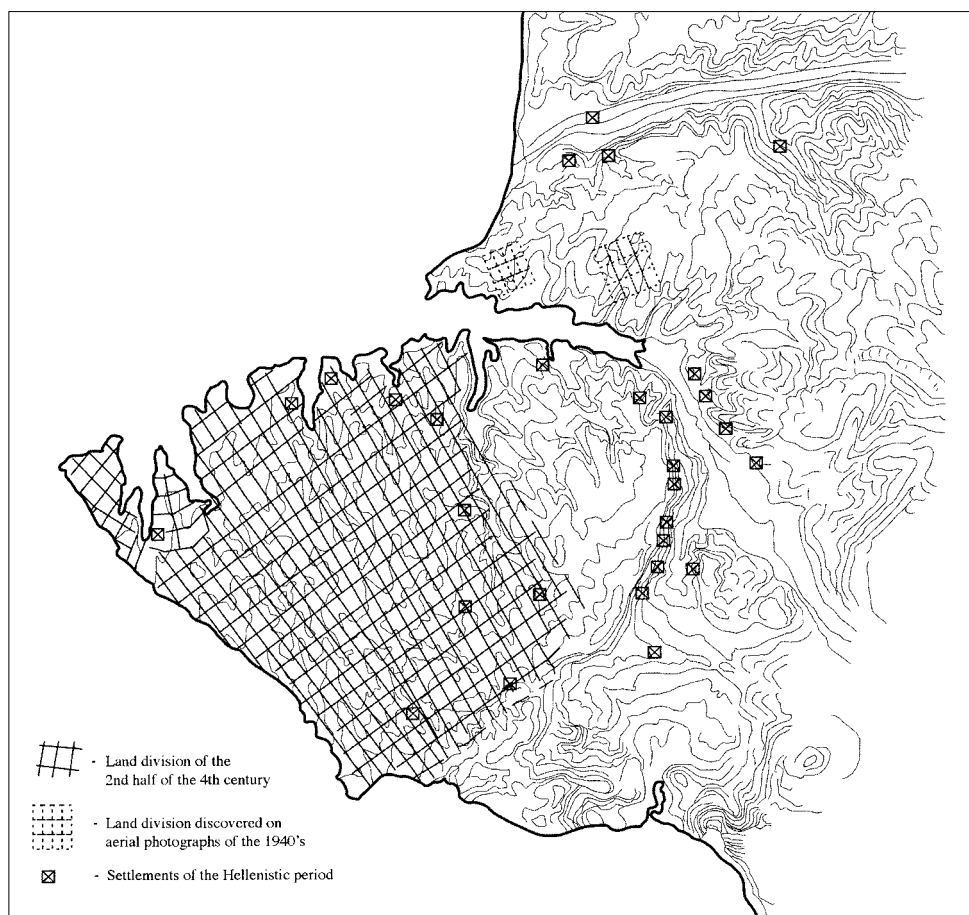 - Land division of the
2nd half of the 4th century
- Land division discovered on
aerial photographs of the 1940's
- Settlements of the Hellenistic period